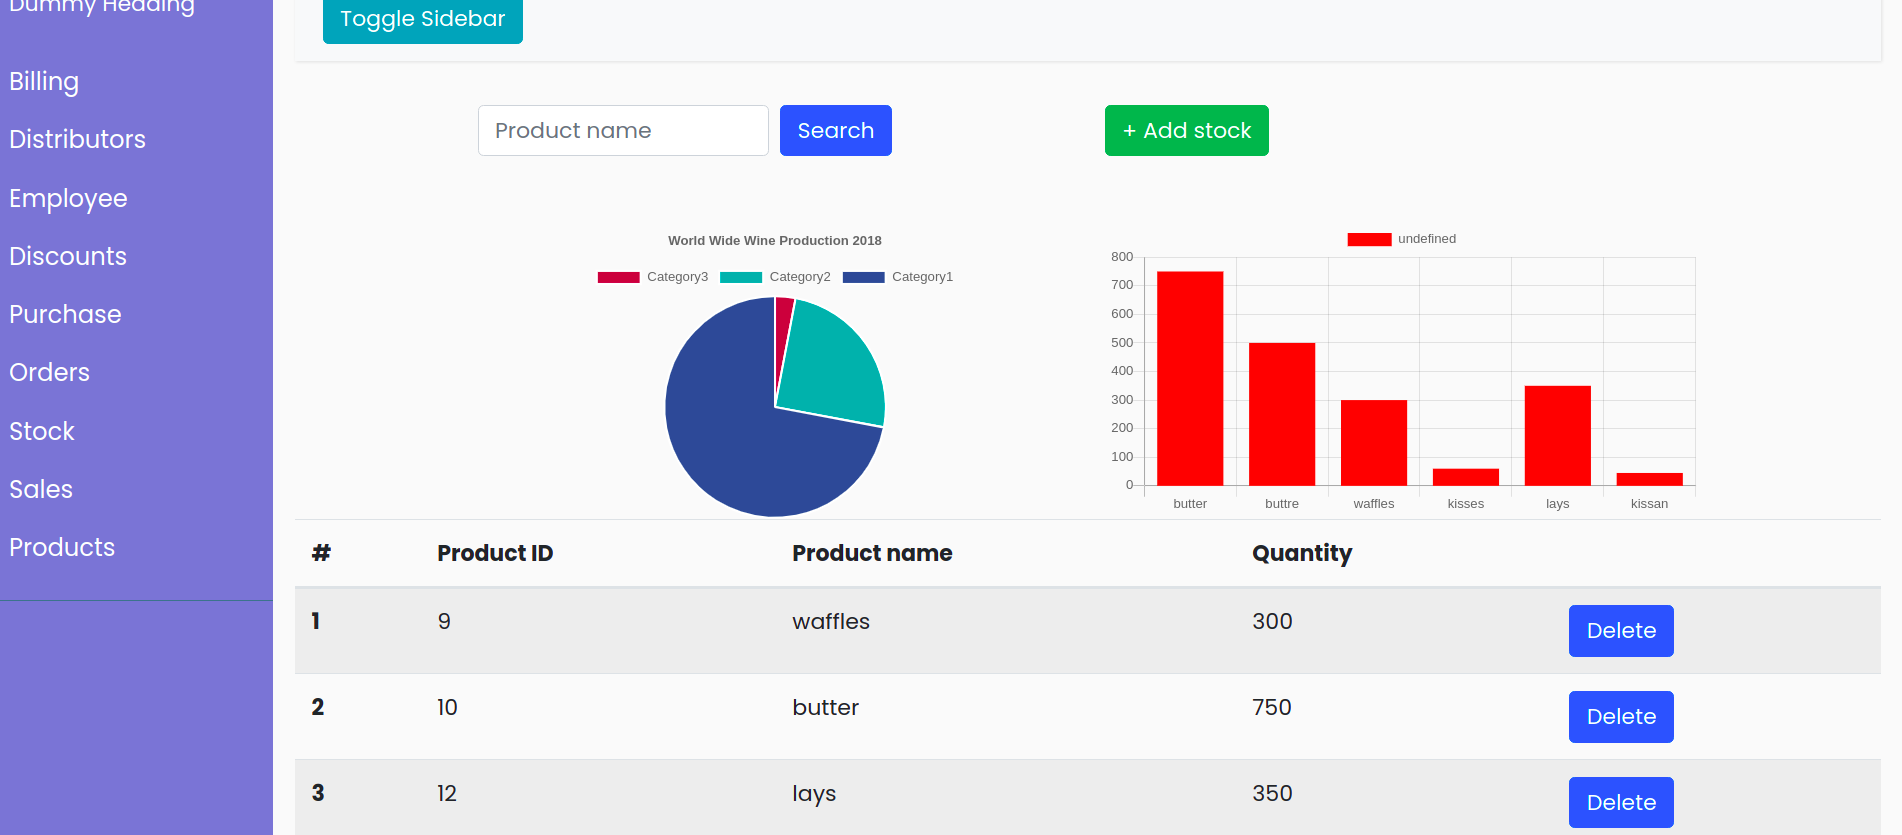 Dummy Heading
Billing
Distributors
Employee
Discounts
Purchase
Orders
Stock
Sales
Products
Toggle Sidebar
Product name Search + Add stock
World Wide Wine Production 2018
Category3 Category2 Category1
undefined
800
700
600
500
400
300
200
100
0
butter buttre waffles kisses lays kissan
# Product ID Product name Quantity
1 9 waffles 300 Delete
2 10 butter 750 Delete
3 12 lays 350 Delete